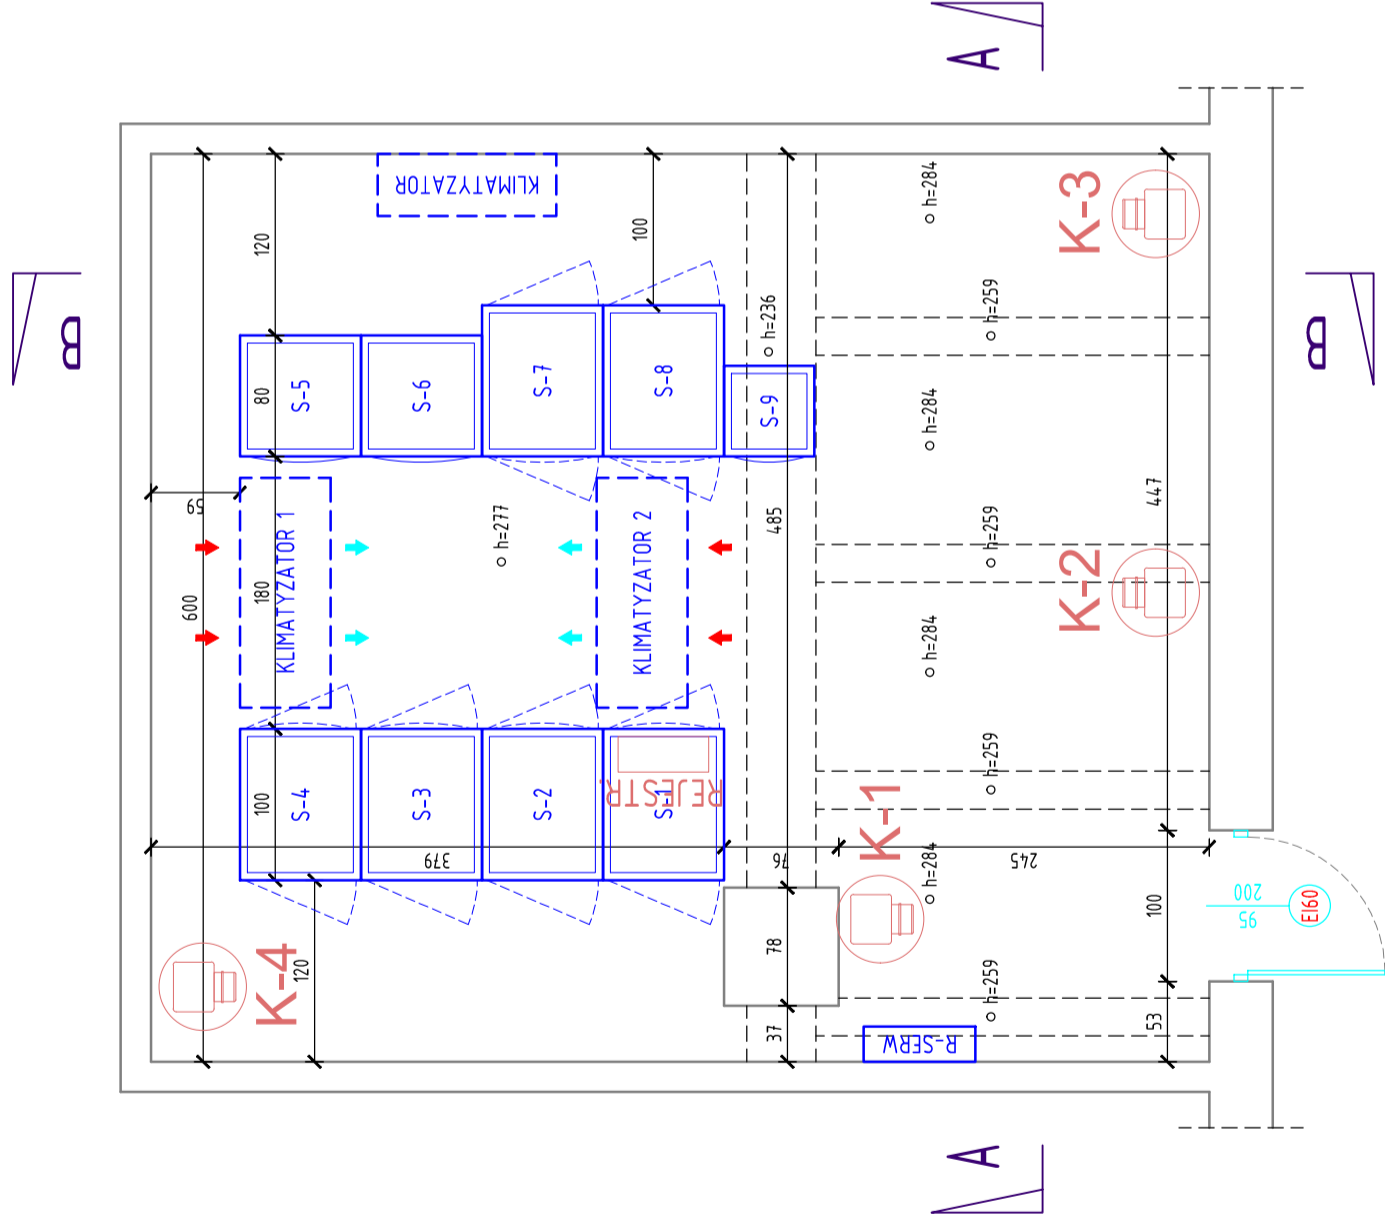 A
B
600
120
KLIMATYZATOR
100
h=284
K-3
h=259
h=236
80
S-5
S-6
S-7
S-8
S-9
B
59
KLIMATYZATOR 1
180
h=277
KLIMATYZATOR 2
485
h=284
h=259
447
K-2
h=284
h=259
100
S-4
S-3
S-2
S-1
REJESTR.
379
76
K-1
245
h=284
78
100
95
200
EI60
K-4
120
37
h=259
53
R-SERW
A